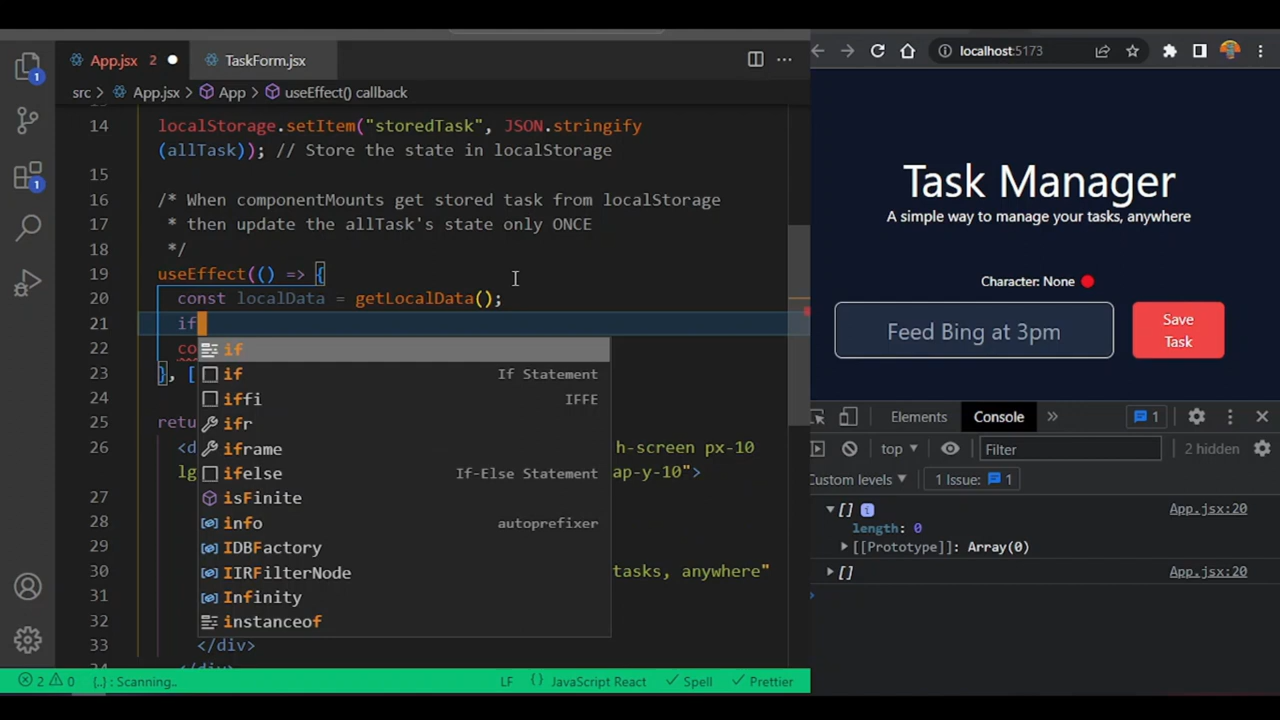 App.jsx 2
TaskForm.jsx
src > App.jsx > App > useEffect() callback
14 localStorage.setItem("storedTask", JSON.stringify
(allTask)); // Store the state in localStorage
15
16 /* When componentMounts get stored task from localStorage
17 * then update the allTask's state only ONCE
18 */
19 useEffect(() => {
20 const localData = getLocalData();
21 if
22 co
23 }, [
24
25 retu
26 <d h-screen px-10
lg ap-y-10">
27
28
29
30 tasks, anywhere"
31
32
33 </div>
if
if If Statement
iffi IFFE
ifr
iframe
ifelse If-Else Statement
isFinite
info autoprefixer
IDBFactory
IIRFilterNode
Infinity
instanceof
1
1
2 0 {..} : Scanning.. LF {} JavaScript React Spell Prettier
localhost:5173
Task Manager
A simple way to manage your tasks, anywhere
Character: None
Feed Bing at 3pm
Save
Task
Elements Console 1
top Filter 2 hidden
Custom levels 1 Issue: 1
[] i App.jsx:20
length: 0
[[Prototype]]: Array(0)
[] App.jsx:20